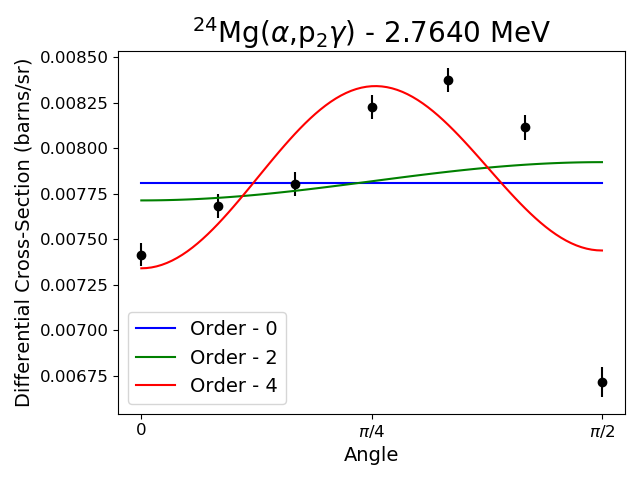 ²⁴Mg(α,p₂γ) - 2.7640 MeV
Differential Cross-Section (barns/sr)
0.00850
0.00825
0.00800
0.00775
0.00750
0.00725
0.00700
0.00675
Order - 0
Order - 2
Order - 4
0 π/4 π/2
Angle